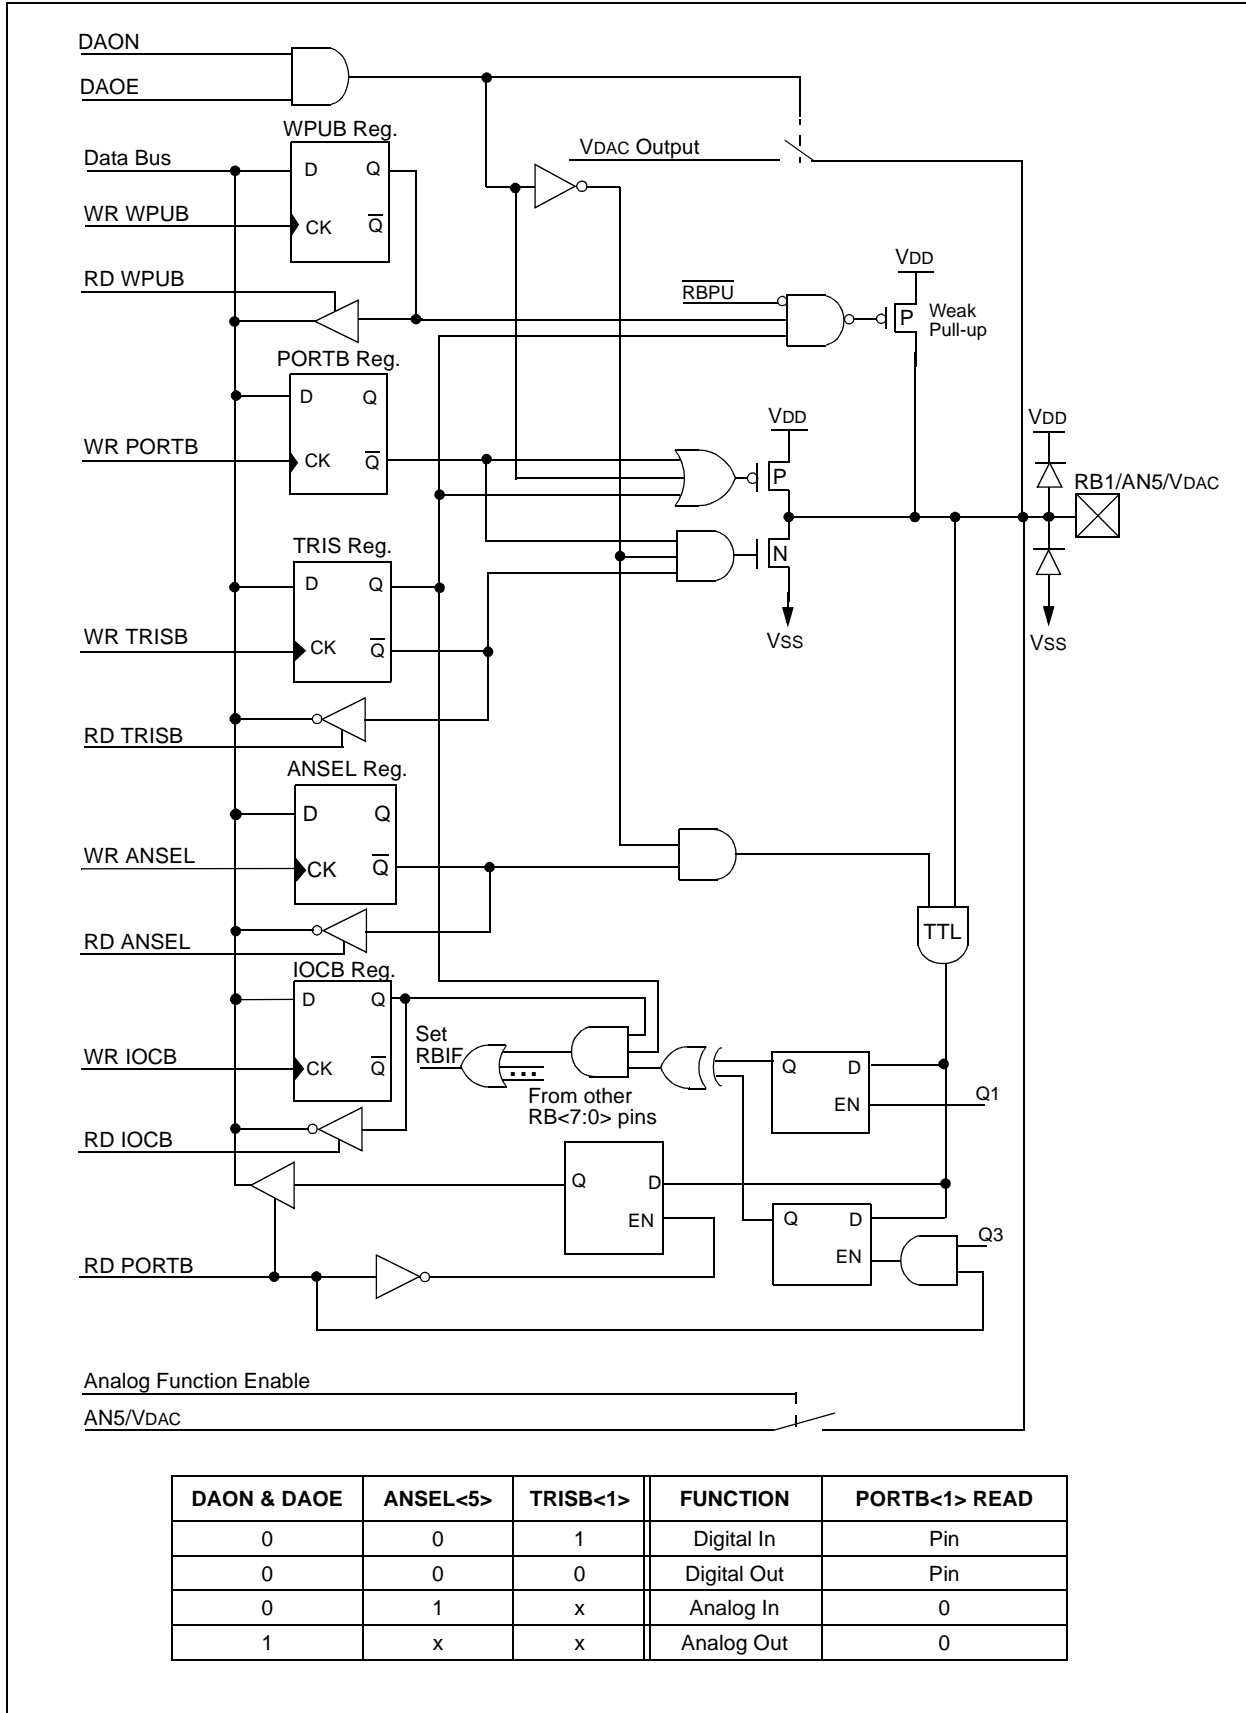 DAON
DAOE
WPUB Reg.
Data Bus
D Q
VDAC Output
WR WPUB
CK Q̅
RD WPUB
VDD
R̅B̅P̅U̅
P
Weak
Pull-up
PORTB Reg.
D Q
VDD
VDD
WR PORTB
CK Q̅
P
RB1/AN5/VDAC
TRIS Reg.
N
D Q
WR TRISB
CK Q̅
VSS
VSS
RD TRISB
ANSEL Reg.
D Q
WR ANSEL
CK Q̅
TTL
RD ANSEL
IOCB Reg.
D Q
Set
RBIF
WR IOCB
CK Q̅
Q D
EN
Q1
From other
RB<7:0> pins
RD IOCB
Q D
EN
Q D
EN
Q3
RD PORTB
Analog Function Enable
AN5/VDAC
DAON & DAOE ANSEL<5> TRISB<1> FUNCTION PORTB<1> READ
0 0 1 Digital In Pin
0 0 0 Digital Out Pin
0 1 x Analog In 0
1 x x Analog Out 0